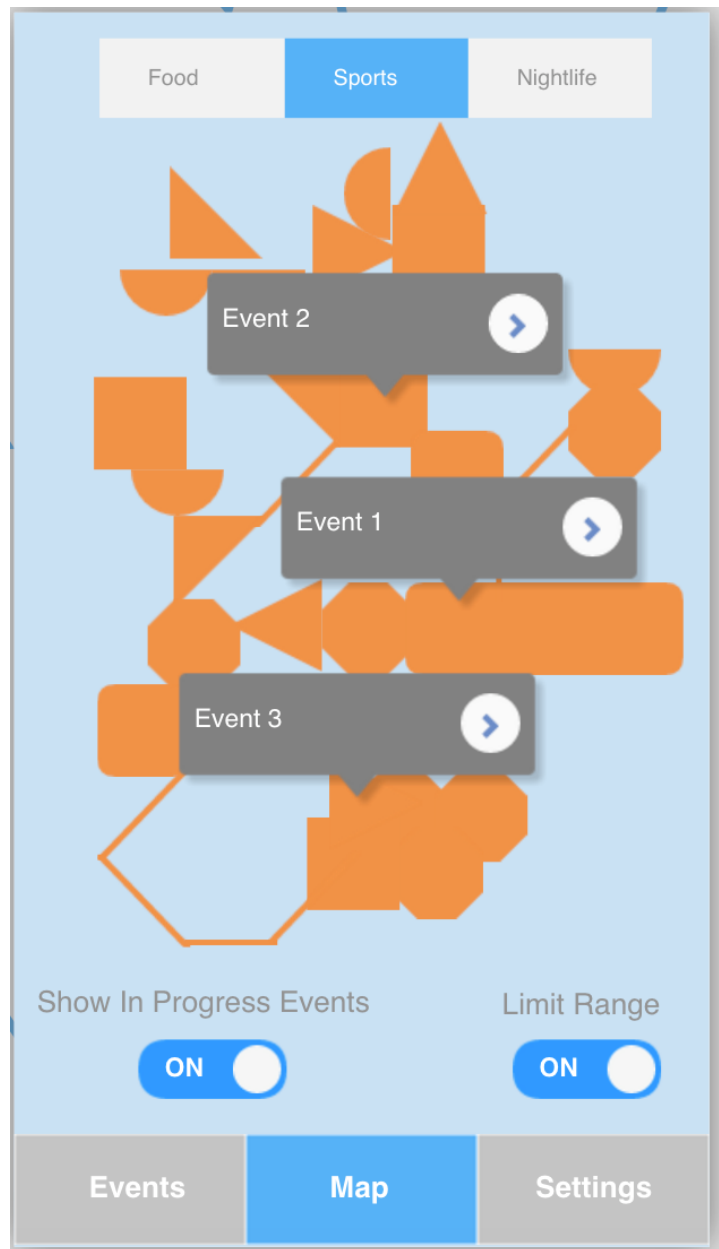 Food Sports Nightlife
Event 2
Event 1
Event 3
Show In Progress Events Limit Range
ON ON
Events Map Settings